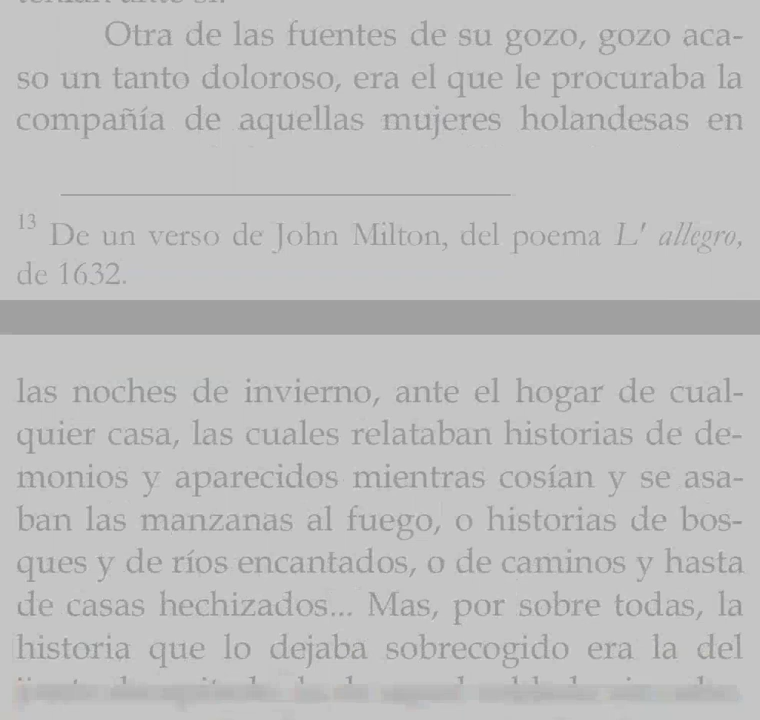 Otra de las fuentes de su gozo, gozo aca-
so un tanto doloroso, era el que le procuraba la
compañía de aquellas mujeres holandesas en
13 De un verso de John Milton, del poema L' allegro,
de 1632.
las noches de invierno, ante el hogar de cual-
quier casa, las cuales relataban historias de de-
monios y aparecidos mientras cosían y se asa-
ban las manzanas al fuego, o historias de bos-
ques y de ríos encantados, o de caminos y hasta
de casas hechizados... Mas, por sobre todas, la
historia que lo dejaba sobrecogido era la del